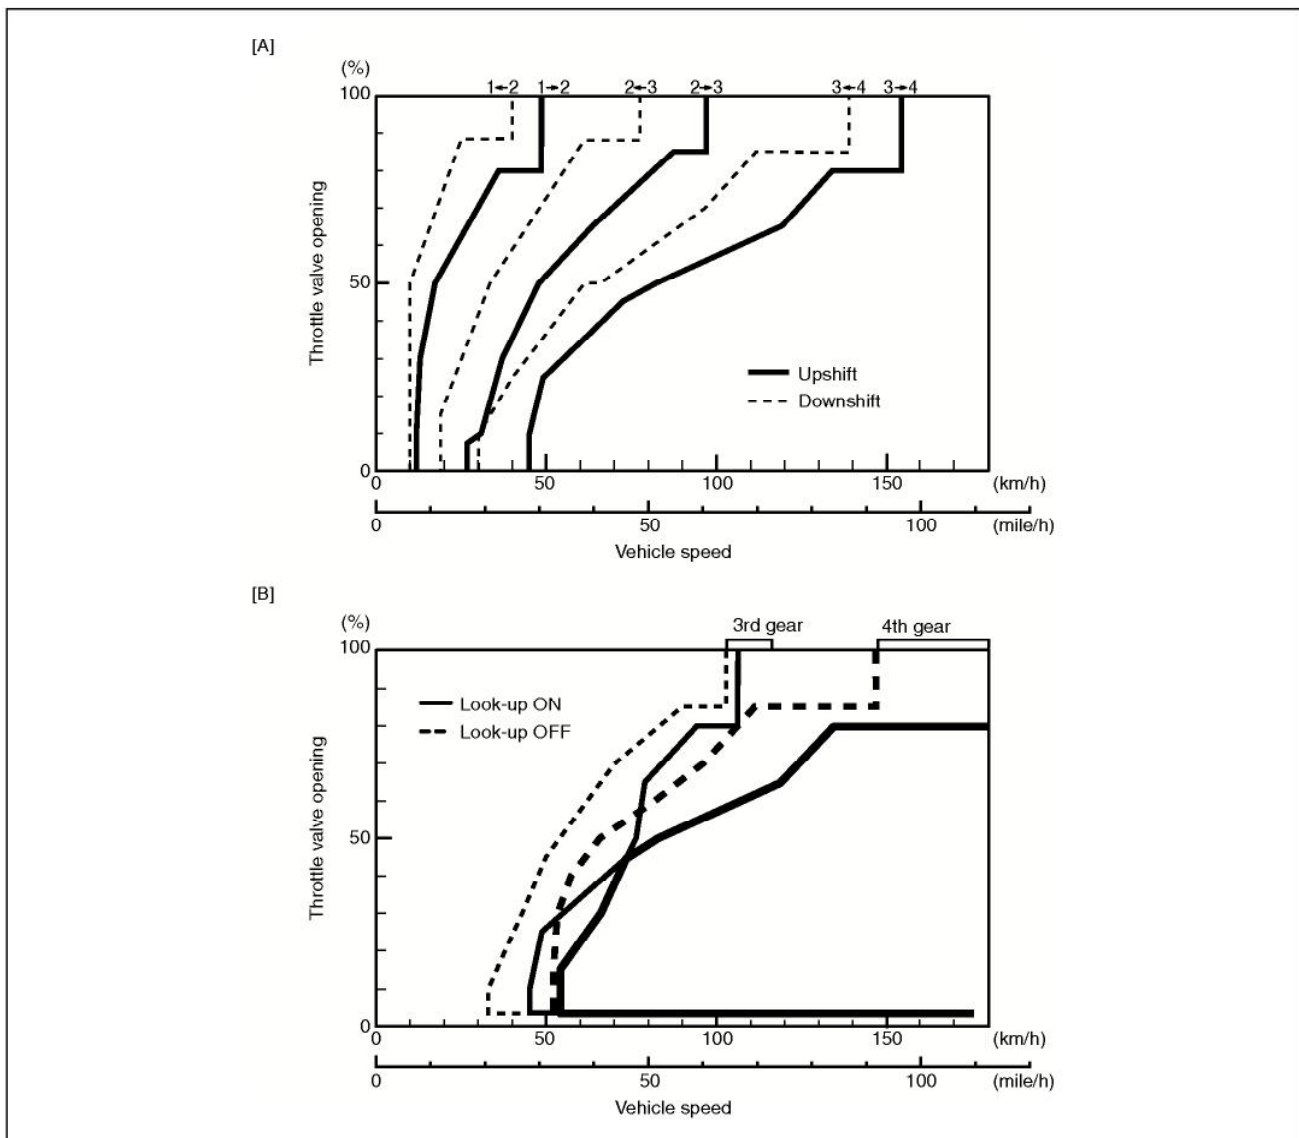 [A]
(%)
1←2 1→2 2←3 2→3 3←4 3→4
100
Throttle valve opening
50
Upshift
Downshift
0
50 100 150 (km/h)
0 50 100 (mile/h)
Vehicle speed
[B]
(%)
3rd gear 4th gear
100
Look-up ON
Look-up OFF
Throttle valve opening
50
0
50 100 150 (km/h)
0 50 100 (mile/h)
Vehicle speed